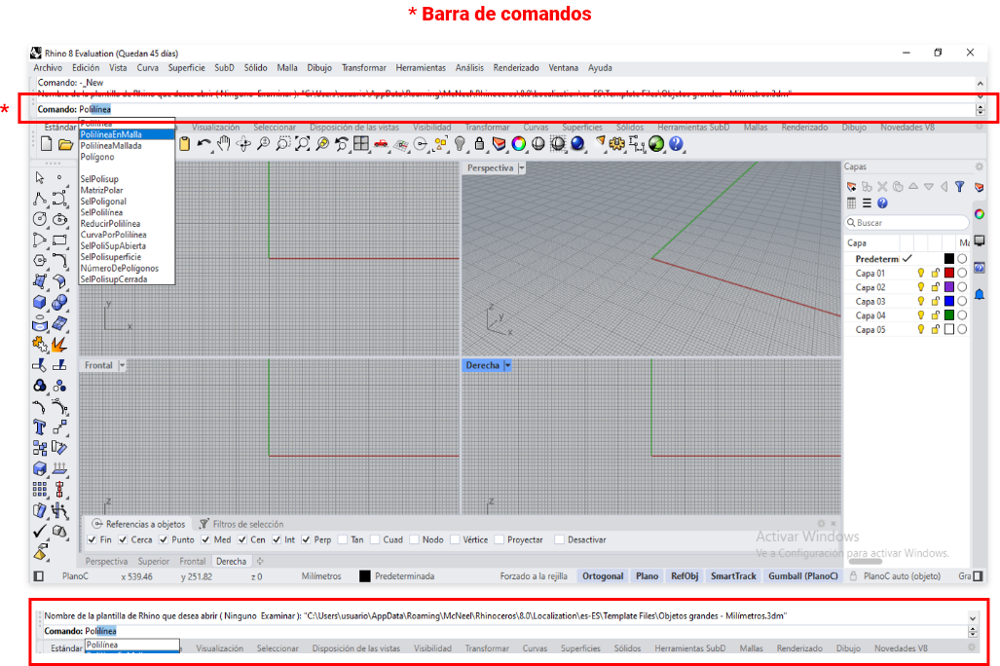 * Barra de comandos
Rhino 8 Evaluation (Quedan 45 días)
Archivo Edición Vista Curva Superficie SubD Sólido Malla Dibujo Transformar Herramientas Análisis Renderizado Ventana Ayuda
Comando: -_New
Nombre de la plantilla de Rhino que desea abrir ( Ninguno Examinar ): "C:\Users\usuario\AppData\Roaming\McNeel\Rhinoceros\8.0\Localization\es-ES\Template Files\Objetos grandes - Milímetros.3dm"
*
Comando: Polilínea
Estándar Visualización Seleccionar Disposición de las vistas Visibilidad Transformar Curvas Superficies Sólidos Herramientas SubD Mallas Renderizado Dibujo Novedades V8
Polilínea
PolilíneaEnMalla
PolilíneaMallada
Polígono
SelPolisup
MatrizPolar
SelPoligonal
SelPolilínea
ReducirPolilínea
CurvaPorPolilínea
SelPoliSupAbierta
SelPolisuperficie
NúmeroDePolígonos
SelPolisupCerrada
Perspectiva
y
x
z
y
x
Capas
Buscar
Capa Ma
Predetermi
Capa 01
Capa 02
Capa 03
Capa 04
Capa 05
Frontal
Derecha
z
z
Referencias a objetos Filtros de selección
Fin Cerca Punto Med Cen Int Perp Tan Cuad Nodo Vértice Proyectar Desactivar
Activar Windows
Ve a Configuración para activar Windows.
Perspectiva Superior Frontal Derecha
PlanoC x 539.46 y 251.82 z 0 Milímetros Predeterminada Forzado a la rejilla Ortogonal Plano RefObj SmartTrack Gumball (PlanoC) PlanoC auto (objeto) Gra
Nombre de la plantilla de Rhino que desea abrir ( Ninguno Examinar ): "C:\Users\usuario\AppData\Roaming\McNeel\Rhinoceros\8.0\Localization\es-ES\Template Files\Objetos grandes - Milímetros.3dm"
Comando: Polilínea
Polilínea
Estándar Visualización Seleccionar Disposición de las vistas Visibilidad Transformar Curvas Superficies Sólidos Herramientas SubD Mallas Renderizado Dibujo Novedades V8